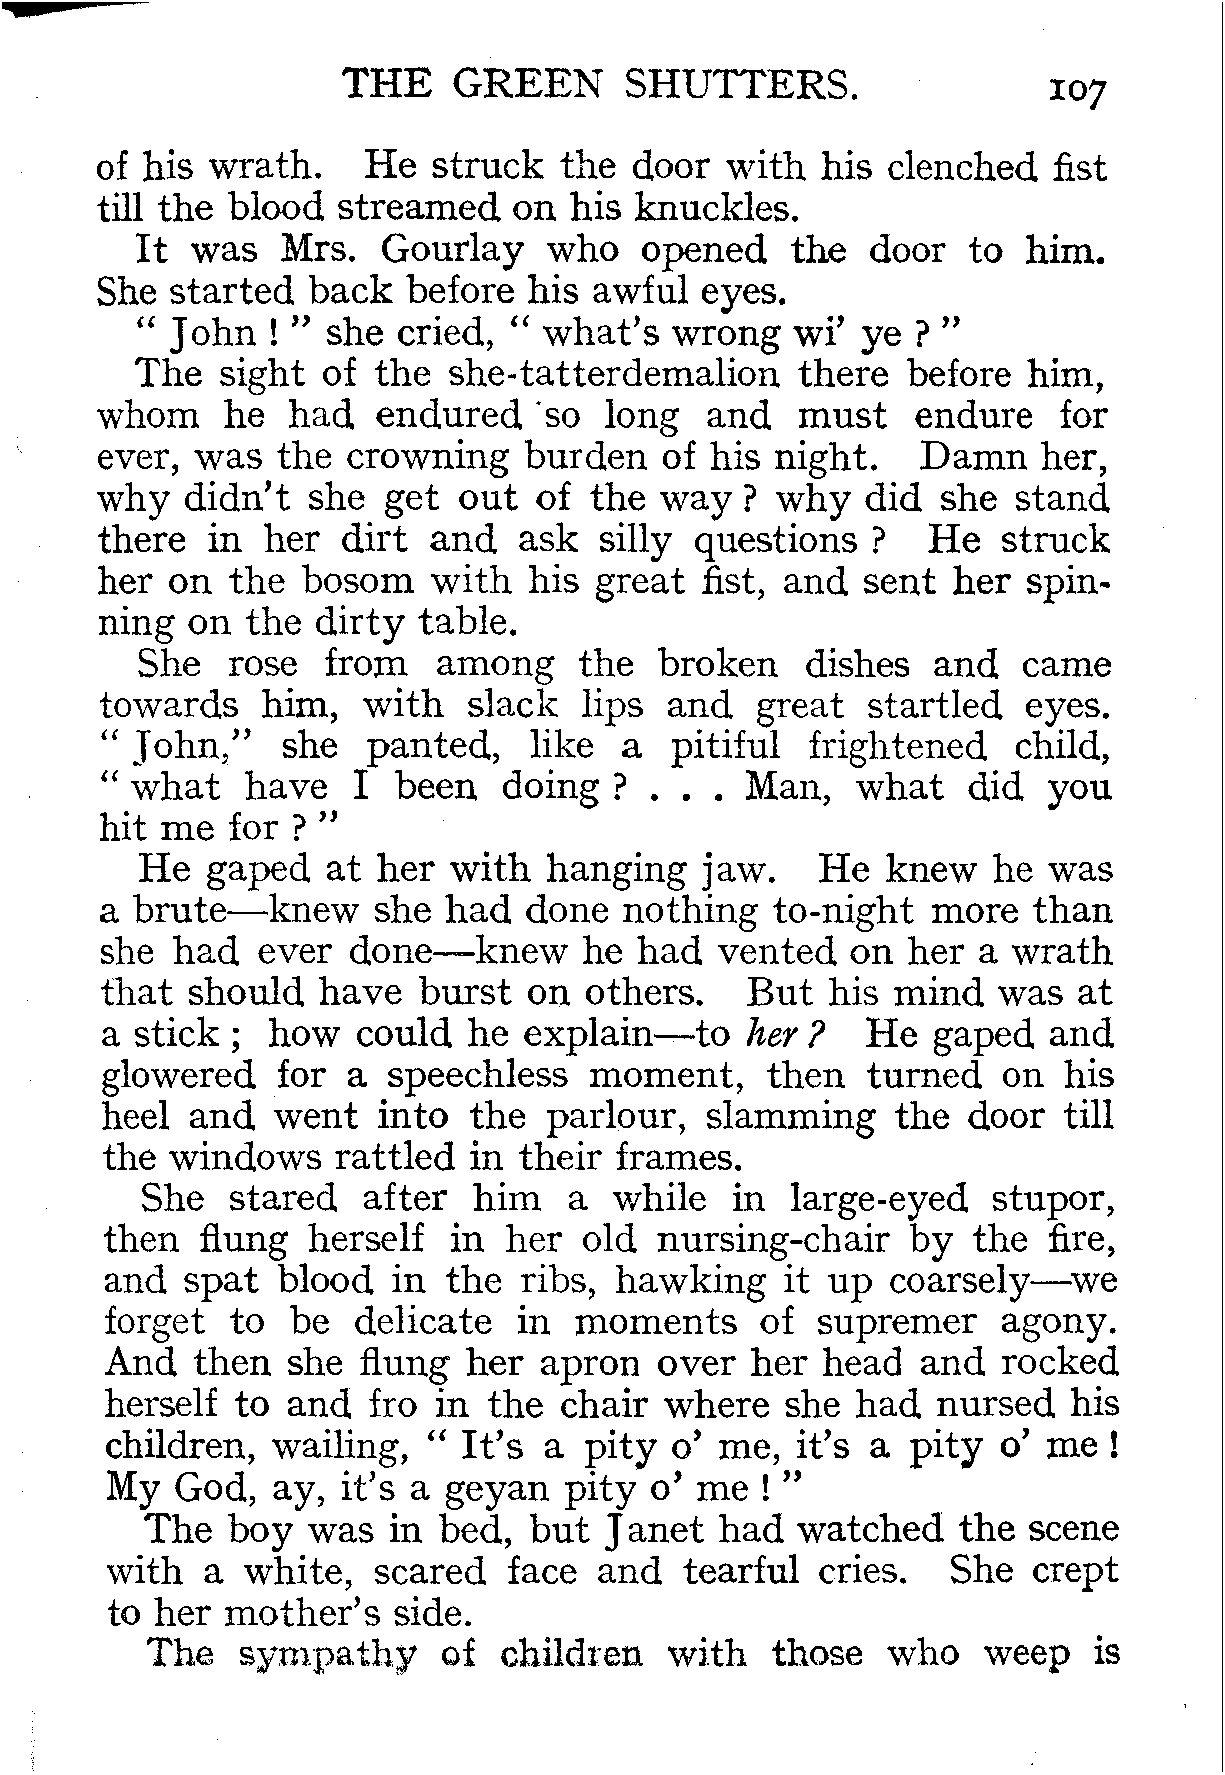 THE GREEN SHUTTERS. 107
of his wrath. He struck the door with his clenched fist
till the blood streamed on his knuckles.
It was Mrs. Gourlay who opened the door to him.
She started back before his awful eyes.
" John ! " she cried, " what's wrong wi' ye ? "
The sight of the she-tatterdemalion there before him,
whom he had endured so long and must endure for
ever, was the crowning burden of his night. Damn her,
why didn't she get out of the way ? why did she stand
there in her dirt and ask silly questions ? He struck
her on the bosom with his great fist, and sent her spin-
ning on the dirty table.
She rose from among the broken dishes and came
towards him, with slack lips and great startled eyes.
" John," she panted, like a pitiful frightened child,
" what have I been doing ? . . . Man, what did you
hit me for ? "
He gaped at her with hanging jaw. He knew he was
a brute—knew she had done nothing to-night more than
she had ever done—knew he had vented on her a wrath
that should have burst on others. But his mind was at
a stick ; how could he explain—to her ? He gaped and
glowered for a speechless moment, then turned on his
heel and went into the parlour, slamming the door till
the windows rattled in their frames.
She stared after him a while in large-eyed stupor,
then flung herself in her old nursing-chair by the fire,
and spat blood in the ribs, hawking it up coarsely—we
forget to be delicate in moments of supremer agony.
And then she flung her apron over her head and rocked
herself to and fro in the chair where she had nursed his
children, wailing, " It's a pity o' me, it's a pity o' me !
My God, ay, it's a geyan pity o' me ! "
The boy was in bed, but Janet had watched the scene
with a white, scared face and tearful cries. She crept
to her mother's side.
The sympathy of children with those who weep is